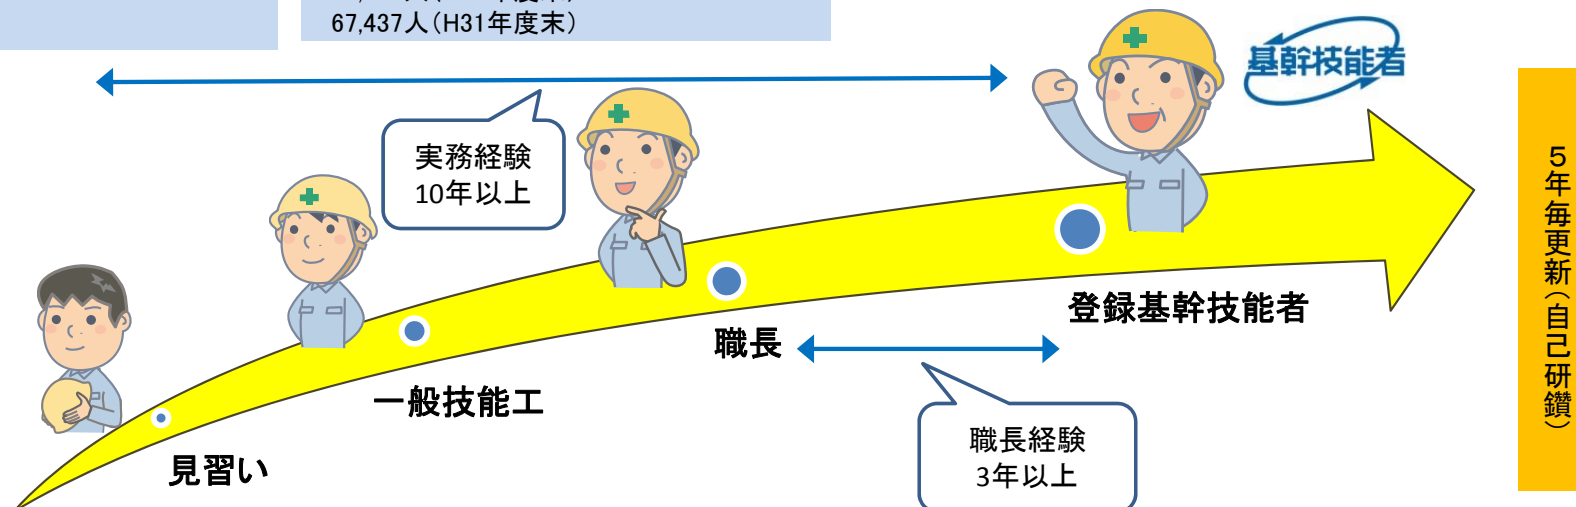 67,437人（H31年度末）
基幹技能者
実務経験
10年以上
登録基幹技能者
職長
一般技能工
職長経験
3年以上
見習い
５年毎更新（自己研鑽）